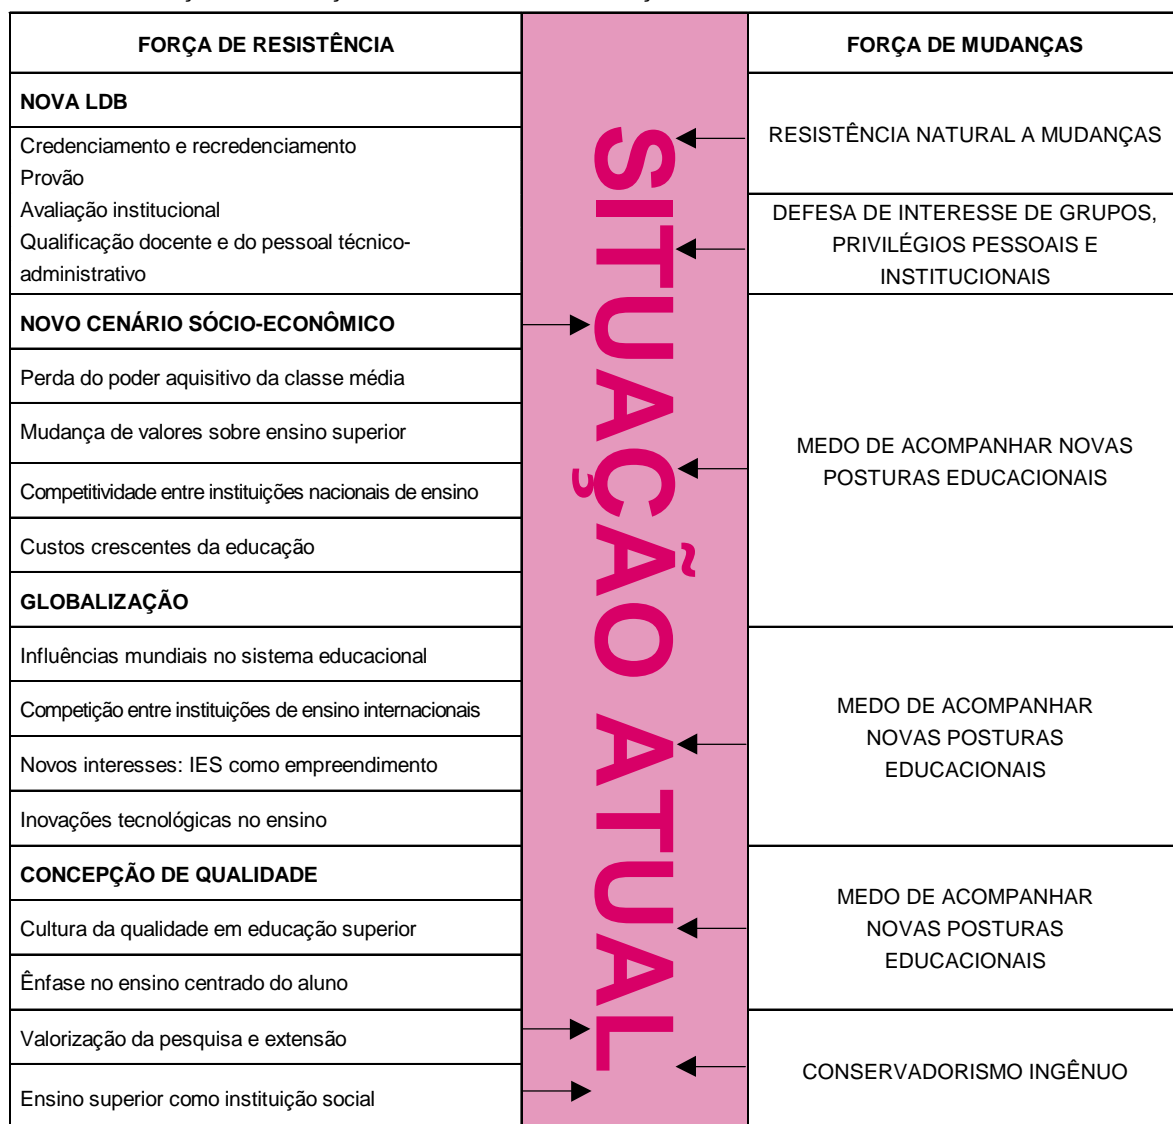 FORÇA DE RESISTÊNCIA
NOVA LDB
Credenciamento e recredenciamento
Provão
Avaliação institucional
Qualificação docente e do pessoal técnico-
administrativo
NOVO CENÁRIO SÓCIO-ECONÔMICO
Perda do poder aquisitivo da classe média
Mudança de valores sobre ensino superior
Competitividade entre instituições nacionais de ensino
Custos crescentes da educação
GLOBALIZAÇÃO
Influências mundiais no sistema educacional
Competição entre instituições de ensino internacionais
Novos interesses: IES como empreendimento
Inovações tecnológicas no ensino
CONCEPÇÃO DE QUALIDADE
Cultura da qualidade em educação superior
Ênfase no ensino centrado do aluno
Valorização da pesquisa e extensão
Ensino superior como instituição social
SITUAÇÃO ATUAL
FORÇA DE MUDANÇAS
RESISTÊNCIA NATURAL A MUDANÇAS
DEFESA DE INTERESSE DE GRUPOS,
PRIVILÉGIOS PESSOAIS E
INSTITUCIONAIS
MEDO DE ACOMPANHAR NOVAS
POSTURAS EDUCACIONAIS
MEDO DE ACOMPANHAR
NOVAS POSTURAS
EDUCACIONAIS
MEDO DE ACOMPANHAR
NOVAS POSTURAS
EDUCACIONAIS
CONSERVADORISMO INGÊNUO